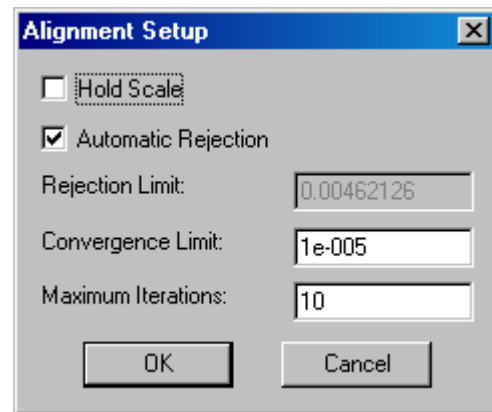 Alignment Setup
Hold Scale
Automatic Rejection
Rejection Limit: 0.00462126
Convergence Limit: 1e-005
Maximum Iterations: 10
OK Cancel